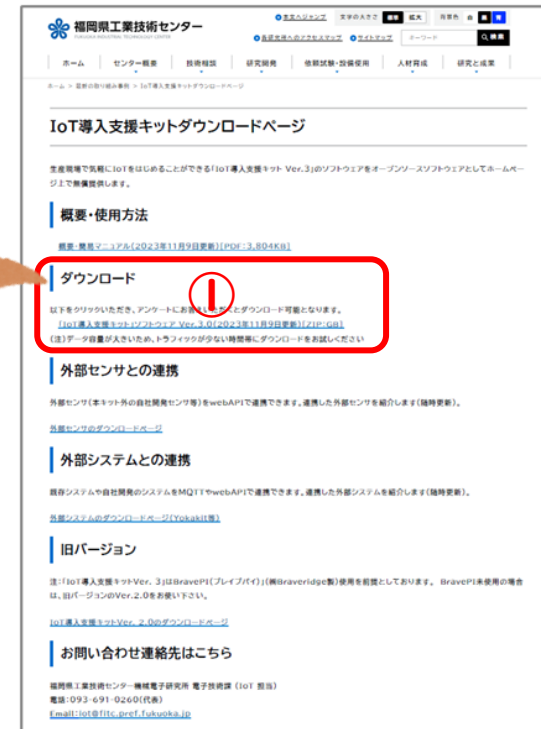 本文へジャンプ 文字の大きさ 標準 拡大 背景色 白 黒 青
福岡県工業技術センター
FUKUOKA INDUSTRIAL TECHNOLOGY CENTER
各研究所へのアクセスマップ サイトマップ キーワード 検索
ホーム センター概要 技術相談 研究開発 依頼試験・設備使用 人材育成 研究と成果
ホーム > 最新の取り組み事例 > IoT導入支援キットダウンロードページ
IoT導入支援キットダウンロードページ
生産現場で気軽にIoTをはじめることができる「IoT導入支援キット Ver.3」のソフトウェアをオープンソースソフトウェアとしてホームペー
ジ上で無償提供します。
概要・使用方法
概要・簡易マニュアル(2023年11月9日更新)[PDF:3,804KB]
ダウンロード
①
以下をクリックいただき、アンケートにお答えいただくとダウンロード可能となります。
「IoT導入支援キット」ソフトウェア Ver.3.0(2023年11月9日更新)[ZIP:GB]
(注)データ容量が大きいため、トラフィックが少ない時間帯にダウンロードをお試しください
外部センサとの連携
外部センサ(本キット外の自社開発センサ等)をwebAPIで連携できます。連携した外部センサを紹介します(随時更新)。
外部センサのダウンロードページ
外部システムとの連携
既存システムや自社開発のシステムをMQTTやwebAPIで連携できます。連携した外部システムを紹介します(随時更新)。
外部システムのダウンロードページ(Yokakit等)
旧バージョン
注:「IoT導入支援キットVer. 3」はBravePI(ブレイブパイ)」(㈱Braveridge製)使用を前提としております。 BravePI未使用の場合
は、旧バージョンのVer.2.0をお使い下さい。
IoT導入支援キットVer. 2.0のダウンロードページ
お問い合わせ連絡先はこちら
福岡県工業技術センター機械電子研究所 電子技術課 (IoT 担当)
電話:093-691-0260(代表)
Email:iot@fitc.pref.fukuoka.jp